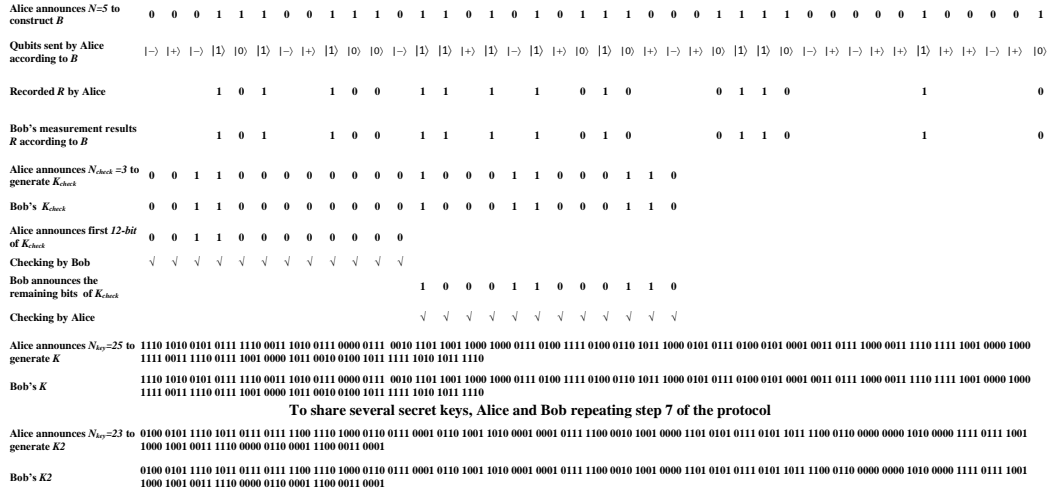 Alice announces N=5 to construct B 0 0 0 1 1 1 0 0 1 1 1 0 1 1 0 1 0 1 0 1 1 1 0 0 0 1 1 1 1 0 0 0 0 0 1 0 0 0 0 1
Qubits sent by Alice according to B |−⟩ |+⟩ |−⟩ |1⟩ |0⟩ |1⟩ |−⟩ |+⟩ |1⟩ |0⟩ |0⟩ |−⟩ |1⟩ |1⟩ |+⟩ |1⟩ |−⟩ |1⟩ |+⟩ |0⟩ |1⟩ |0⟩ |−⟩ |+⟩ |−⟩ |0⟩ |1⟩ |1⟩ |0⟩ |+⟩ |−⟩ |−⟩ |+⟩ |+⟩ |1⟩ |+⟩ |+⟩ |−⟩ |+⟩ |0⟩
Recorded R by Alice 1 0 1 1 0 0 1 1 1 1 0 1 0 0 1 1 0 1 0
Bob's measurement results R according to B 1 0 1 1 0 0 1 1 1 1 0 1 0 0 1 1 0 1 0
Alice announces Ncheck =3 to generate Kcheck 0 0 1 1 0 0 0 0 0 0 0 0 1 0 0 0 1 1 0 0 0 1 1 0
Bob's Kcheck 0 0 1 1 0 0 0 0 0 0 0 0 1 0 0 0 1 1 0 0 0 1 1 0
Alice announces first 12-bit of Kcheck 0 0 1 1 0 0 0 0 0 0 0 0
Checking by Bob √ √ √ √ √ √ √ √ √ √ √ √
Bob announces the remaining bits of Kcheck 1 0 0 0 1 1 0 0 0 1 1 0
Checking by Alice √ √ √ √ √ √ √ √ √ √ √ √
Alice announces Nkey=25 to generate K 1110 1010 0101 0111 1110 0011 1010 0111 0000 0111 0010 1101 1001 1000 1000 0111 0100 1111 0100 0110 1011 1000 0101 0111 0100 0101 0001 0011 0111 1000 0011 1110 1111 1001 0000 1000
1111 0011 1110 0111 1001 0000 1011 0010 0100 1011 1111 1010 1011 1110
Bob's K 1110 1010 0101 0111 1110 0011 1010 0111 0000 0111 0010 1101 1001 1000 1000 0111 0100 1111 0100 0110 1011 1000 0101 0111 0100 0101 0001 0011 0111 1000 0011 1110 1111 1001 0000 1000
1111 0011 1110 0111 1001 0000 1011 0010 0100 1011 1111 1010 1011 1110
To share several secret keys, Alice and Bob repeating step 7 of the protocol
Alice announces Nkey=23 to generate K2 0100 0101 1110 1011 0111 0111 1100 1110 1000 0110 0111 0001 0110 1001 1010 0001 0001 0111 1100 0010 1001 0000 1101 0101 0111 0101 1011 1100 0110 0000 0000 1010 0000 1111 0111 1001
1000 1001 0011 1110 0000 0110 0001 1100 0011 0001
Bob's K2 0100 0101 1110 1011 0111 0111 1100 1110 1000 0110 0111 0001 0110 1001 1010 0001 0001 0111 1100 0010 1001 0000 1101 0101 0111 0101 1011 1100 0110 0000 0000 1010 0000 1111 0111 1001
1000 1001 0011 1110 0000 0110 0001 1100 0011 0001